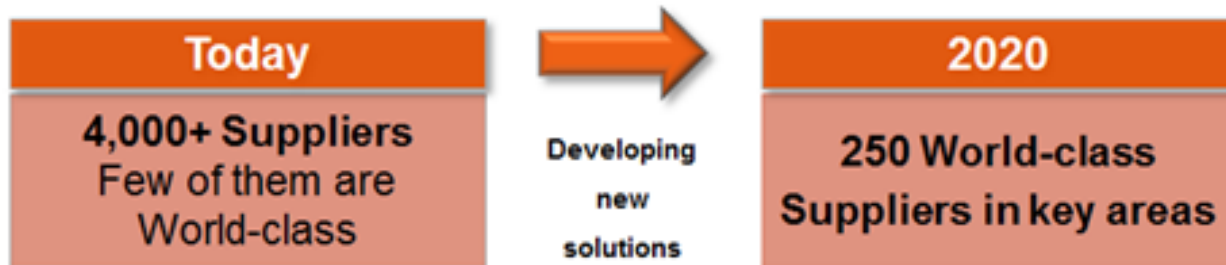 Today
4,000+ Suppliers
Few of them are
World-class
Developing
new
solutions
2020
250 World-class
Suppliers in key areas